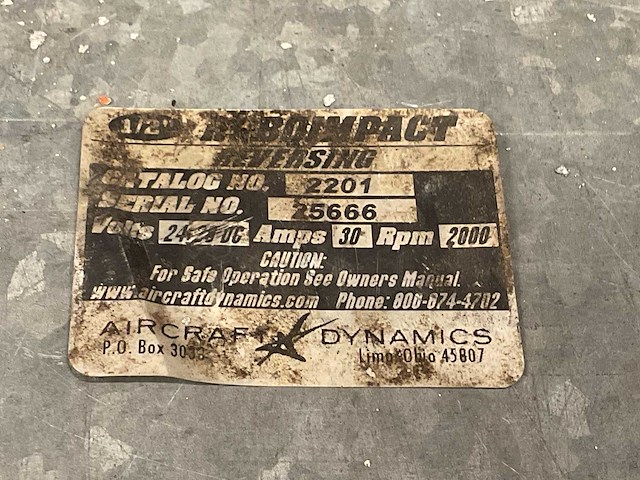 1/2"
IMPACT
REVERSING
CATALOG NO. 2201
SERIAL NO. 25666
Volts DC Amps 30 Rpm 2000
CAUTION:
For Safe Operation See Owners Manual.
www.aircraftdynamics.com Phone: 800-674-4702
AIRCRAFT DYNAMICS
P.O. Box Lima, Ohio 45807